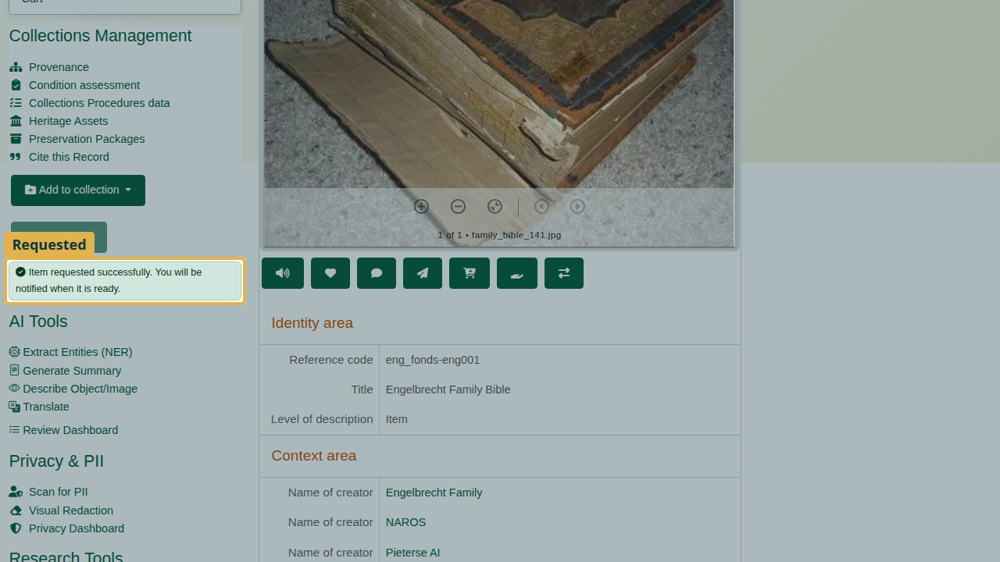 Collections Management
Provenance
Condition assessment
Collections Procedures data
Heritage Assets
Preservation Packages
Cite this Record
Add to collection
Requested
Item requested successfully. You will be
notified when it is ready.
AI Tools
Extract Entities (NER)
Generate Summary
Describe Object/Image
Translate
Review Dashboard
Privacy & PII
Scan for PII
Visual Redaction
Privacy Dashboard
Research Tools
1 of 1 • family_bible_141.jpg
Identity area
Reference code eng_fonds-eng001
Title Engelbrecht Family Bible
Level of description Item
Context area
Name of creator Engelbrecht Family
Name of creator NAROS
Name of creator Pieterse AI